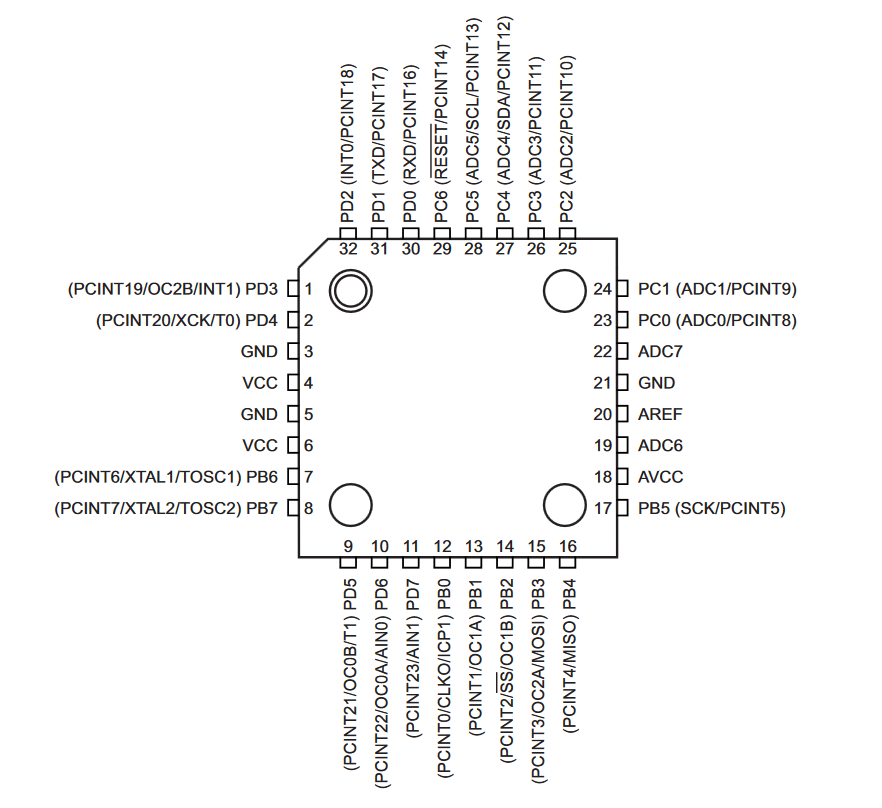 PD2 (INT0/PCINT18)
PD1 (TXD/PCINT17)
PD0 (RXD/PCINT16)
PC6 (RESET/PCINT14)
PC5 (ADC5/SCL/PCINT13)
PC4 (ADC4/SDA/PCINT12)
PC3 (ADC3/PCINT11)
PC2 (ADC2/PCINT10)
32 31 30 29 28 27 26 25
(PCINT19/OC2B/INT1) PD3 1 24 PC1 (ADC1/PCINT9)
(PCINT20/XCK/T0) PD4 2 23 PC0 (ADC0/PCINT8)
GND 3 22 ADC7
VCC 4 21 GND
GND 5 20 AREF
VCC 6 19 ADC6
(PCINT6/XTAL1/TOSC1) PB6 7 18 AVCC
(PCINT7/XTAL2/TOSC2) PB7 8 17 PB5 (SCK/PCINT5)
9 10 11 12 13 14 15 16
(PCINT21/OC0B/T1) PD5
(PCINT22/OC0A/AIN0) PD6
(PCINT23/AIN1) PD7
(PCINT0/CLKO/ICP1) PB0
(PCINT1/OC1A) PB1
(PCINT2/SS/OC1B) PB2
(PCINT3/OC2A/MOSI) PB3
(PCINT4/MISO) PB4